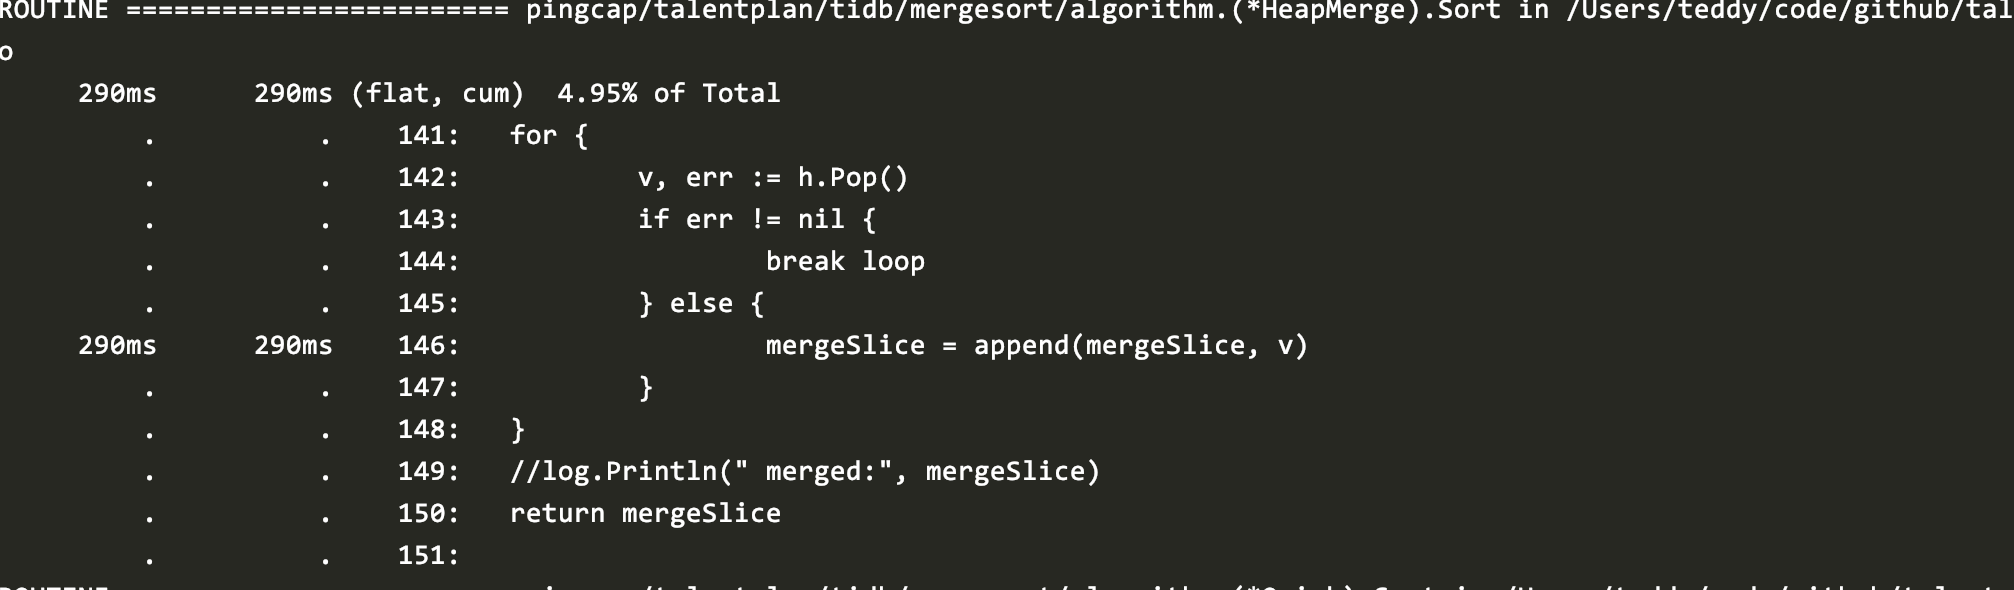 ROUTINE ======================== pingcap/talentplan/tidb/mergesort/algorithm.(*HeapMerge).Sort in /Users/teddy/code/github/tal
o
290ms 290ms (flat, cum) 4.95% of Total
. . 141: for {
. . 142: v, err := h.Pop()
. . 143: if err != nil {
. . 144: break loop
. . 145: } else {
290ms 290ms 146: mergeSlice = append(mergeSlice, v)
. . 147: }
. . 148: }
. . 149: //log.Println(" merged:", mergeSlice)
. . 150: return mergeSlice
. . 151: